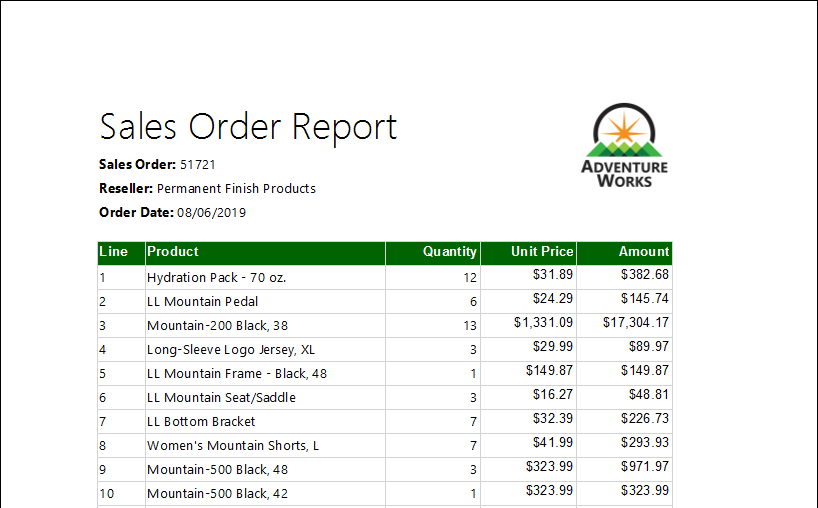 Sales Order Report
ADVENTURE
WORKS
Sales Order: 51721
Reseller: Permanent Finish Products
Order Date: 08/06/2019
Line Product Quantity Unit Price Amount
1 Hydration Pack - 70 oz. 12 $31.89 $382.68
2 LL Mountain Pedal 6 $24.29 $145.74
3 Mountain-200 Black, 38 13 $1,331.09 $17,304.17
4 Long-Sleeve Logo Jersey, XL 3 $29.99 $89.97
5 LL Mountain Frame - Black, 48 1 $149.87 $149.87
6 LL Mountain Seat/Saddle 3 $16.27 $48.81
7 LL Bottom Bracket 7 $32.39 $226.73
8 Women's Mountain Shorts, L 7 $41.99 $293.93
9 Mountain-500 Black, 48 3 $323.99 $971.97
10 Mountain-500 Black, 42 1 $323.99 $323.99